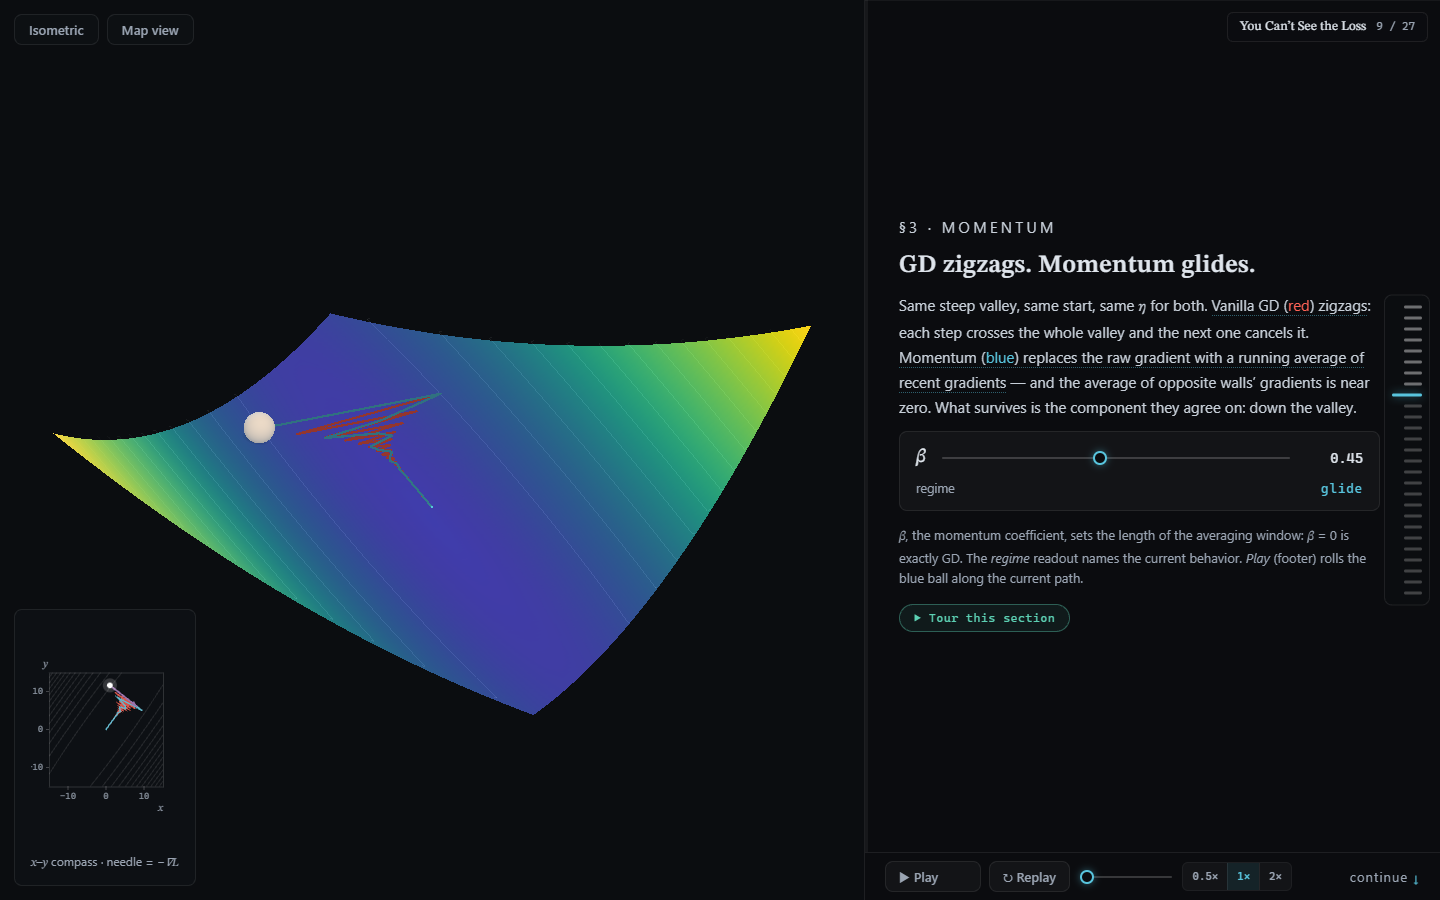 Isometric
Map view
You Can't See the Loss 9 / 27
§3 · MOMENTUM
GD zigzags. Momentum glides.
Same steep valley, same start, same η for both. Vanilla GD (red) zigzags:
each step crosses the whole valley and the next one cancels it.
Momentum (blue) replaces the raw gradient with a running average of
recent gradients — and the average of opposite walls' gradients is near
zero. What survives is the component they agree on: down the valley.
β 0.45
regime glide
β, the momentum coefficient, sets the length of the averaging window: β = 0 is
exactly GD. The regime readout names the current behavior. Play (footer) rolls the
blue ball along the current path.
▶ Tour this section
y
10
0
-10
-10 0 10
x
x–y compass · needle = −∇L
▶ Play
↻ Replay
0.5× 1× 2×
continue ↓